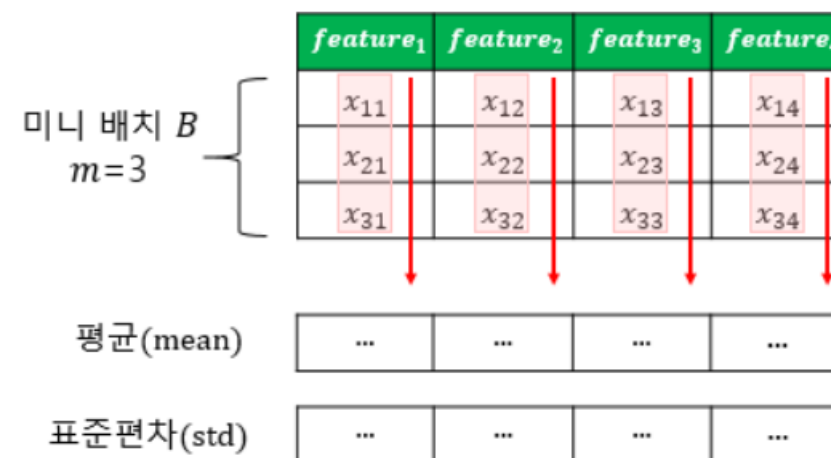 feature₁ feature₂ feature₃ feature
미니 배치 B
m=3
x₁₁ x₁₂ x₁₃ x₁₄
x₂₁ x₂₂ x₂₃ x₂₄
x₃₁ x₃₂ x₃₃ x₃₄
평균(mean) ... ... ... ...
표준편차(std) ... ... ... ...